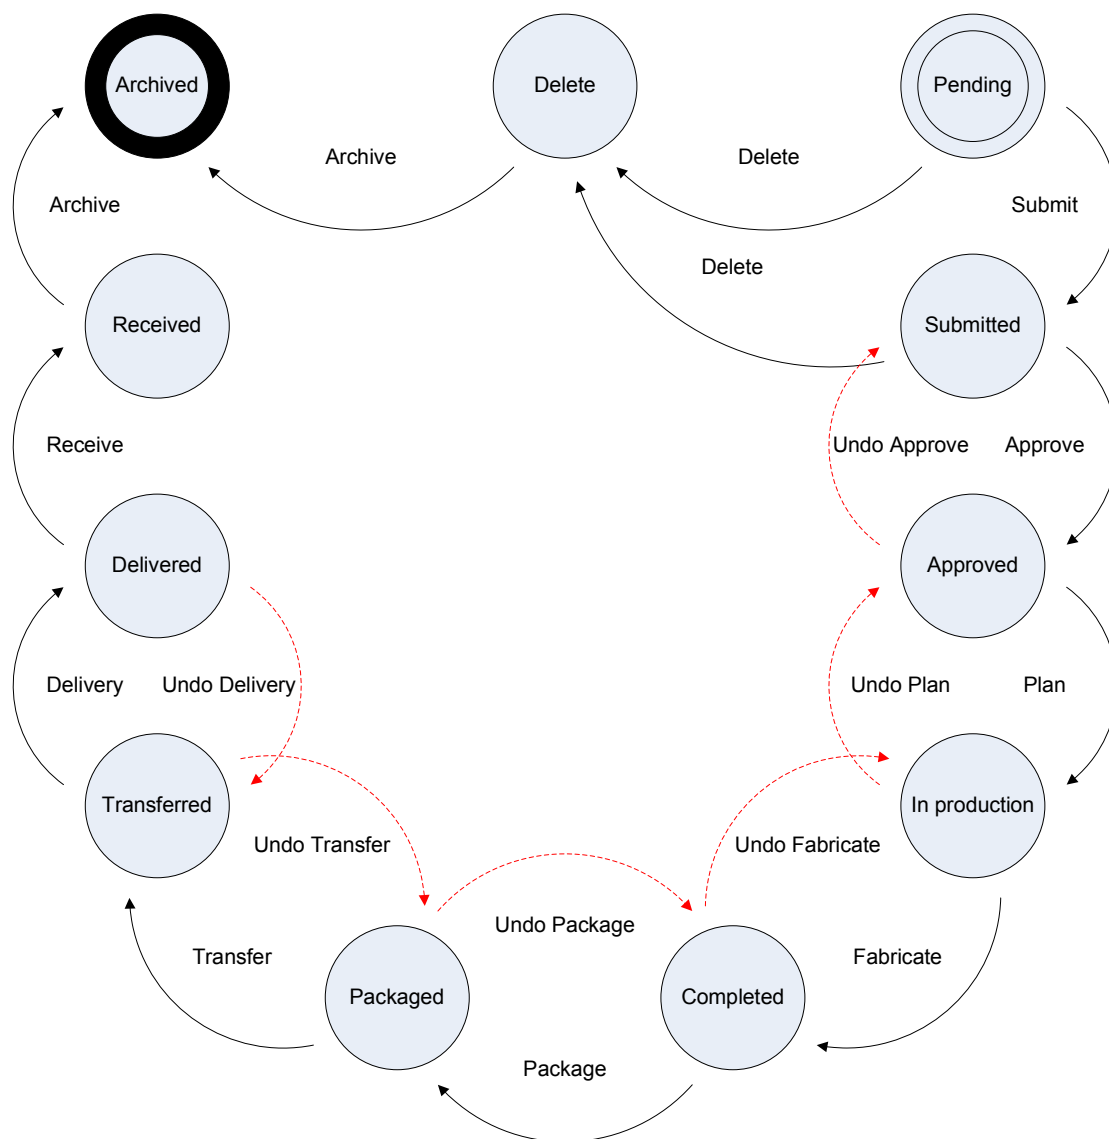 Archived
Delete
Pending
Archive
Delete
Archive
Submit
Delete
Received
Submitted
Receive
Undo Approve
Approve
Delivered
Approved
Delivery
Undo Delivery
Undo Plan
Plan
Transferred
In production
Undo Transfer
Undo Fabricate
Undo Package
Transfer
Fabricate
Packaged
Completed
Package